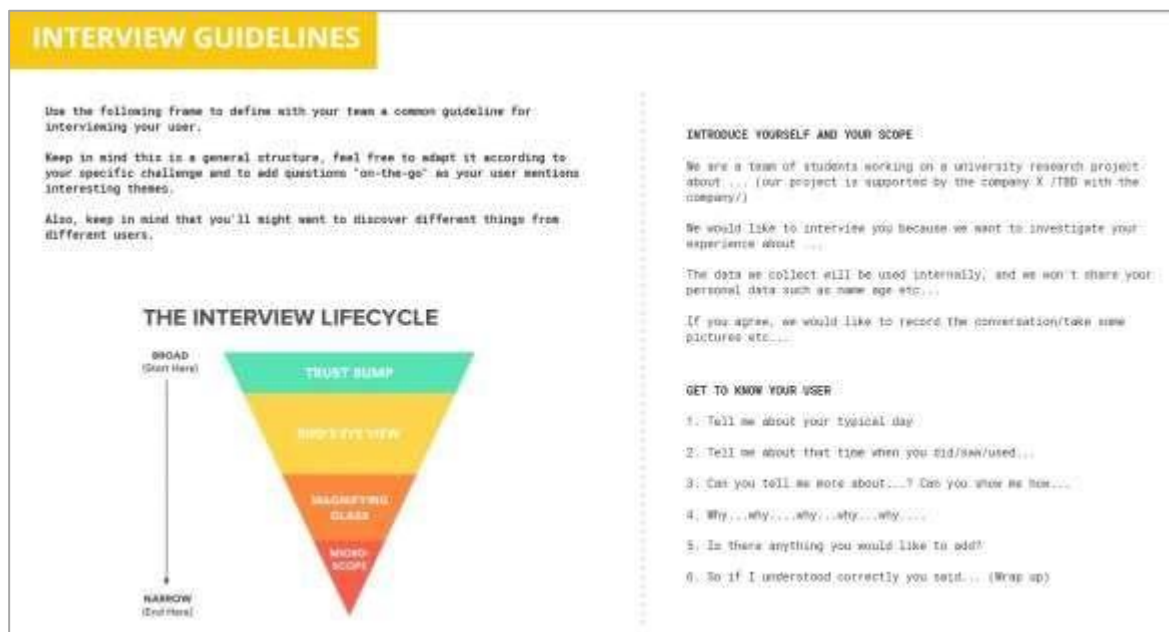 INTERVIEW GUIDELINES
Use the following frame to define with your team a common guideline for
interviewing your user.
Keep in mind this is a general structure, feel free to adapt it according to
your specific challenge and to add questions "on-the-go" as your user mentions
interesting themes.
Also, keep in mind that you'll might want to discover different things from
different users.
THE INTERVIEW LIFECYCLE
BROAD
(Start Here)
TRUST BUMP
BIRD'S EYE VIEW
MAGNIFYING
GLASS
MICRO-
SCOPE
NARROW
(End Here)
INTRODUCE YOURSELF AND YOUR SCOPE
We are a team of students working on a university research project
about ... (our project is supported by the company X /TBD with the
company/)
We would like to interview you because we want to investigate your
experience about ...
The data we collect will be used internally, and we won't share your
personal data such as name age etc...
If you agree, we would like to record the conversation/take some
pictures etc...
GET TO KNOW YOUR USER
1. Tell me about your typical day
2. Tell me about that time when you did/saw/used...
3. Can you tell me more about...? Can you show me how...
4. Why...why....why...why...why....
5. Is there anything you would like to add?
6. So if I understood correctly you said... (Wrap up)